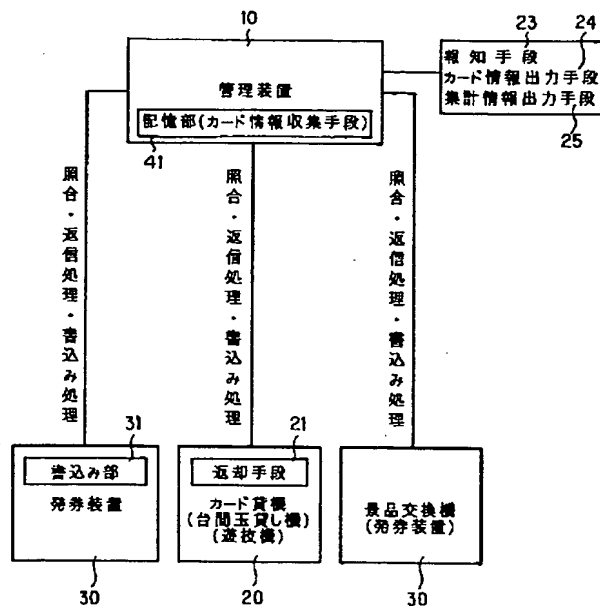 10
23
24
報知手段
カード情報出力手段
集計情報出力手段
25
管理装置
記憶部(カード情報収集手段)
41
照合・返信処理・書込み処理
照合・返信処理・書込み処理
照合・返信処理・書込み処理
31
書込み部
発券装置
30
21
返却手段
カード貸機
(台間玉貸し機)
(遊技機)
20
景品交換機
(発券装置)
30